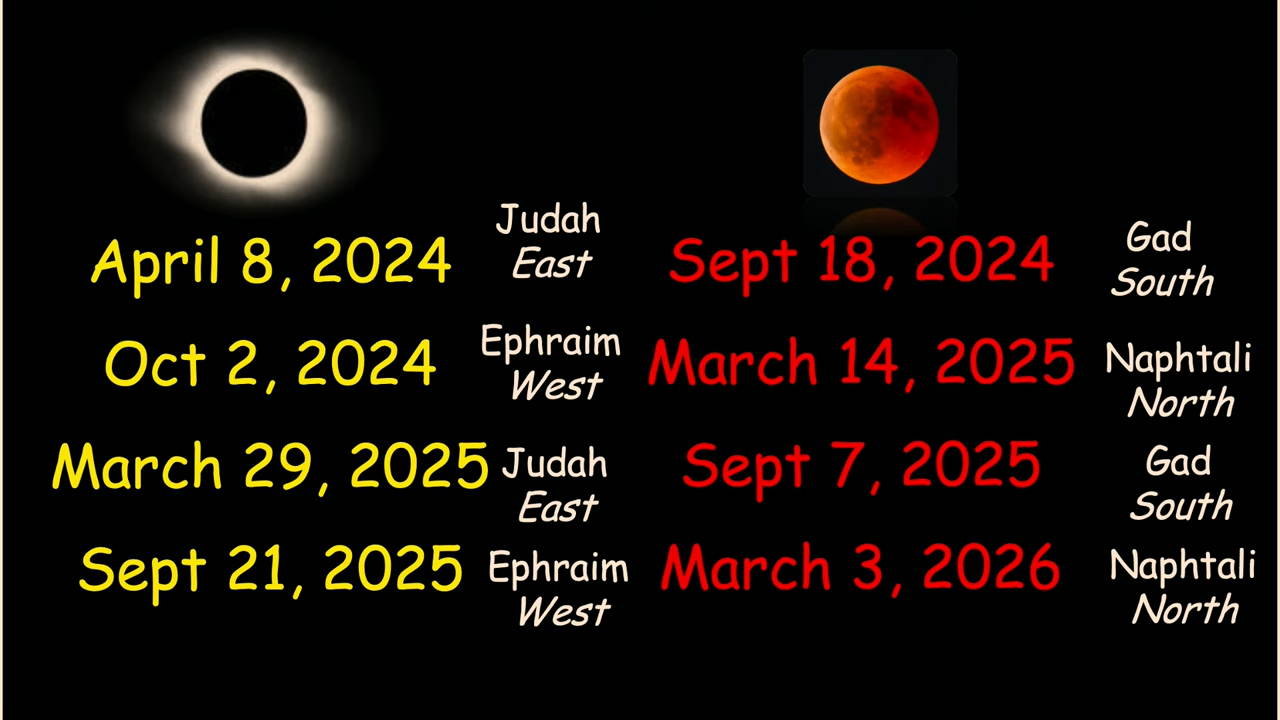 April 8, 2024
Judah
East
Sept 18, 2024
Gad
South
Oct 2, 2024
Ephraim
West
March 14, 2025
Naphtali
North
March 29, 2025
Judah
East
Sept 7, 2025
Gad
South
Sept 21, 2025
Ephraim
West
March 3, 2026
Naphtali
North